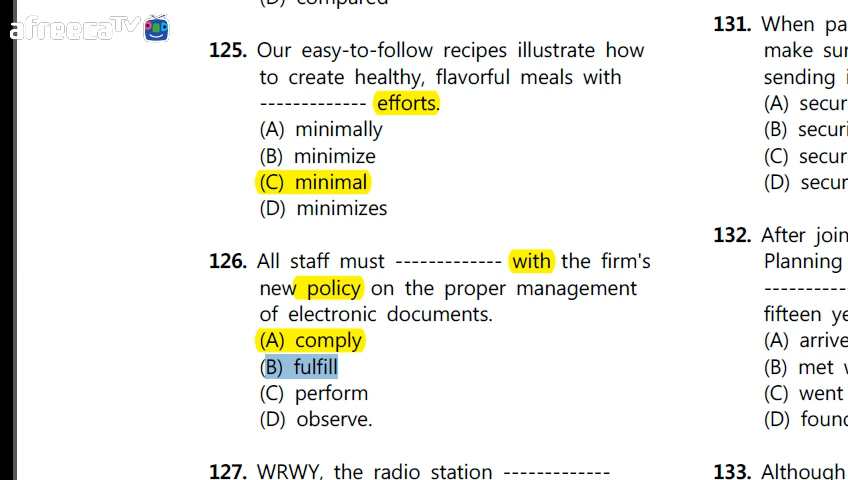 afreecaTV
(D) compared
125. Our easy-to-follow recipes illustrate how
to create healthy, flavorful meals with
------------- efforts.
(A) minimally
(B) minimize
(C) minimal
(D) minimizes
126. All staff must ------------- with the firm's
new policy on the proper management
of electronic documents.
(A) comply
(B) fulfill
(C) perform
(D) observe.
127. WRWY, the radio station -------------
131. When pa
make sur
sending i
(A) secur
(B) securi
(C) secur
(D) secur
132. After join
Planning
----------
fifteen ye
(A) arrive
(B) met w
(C) went
(D) found
133. Although